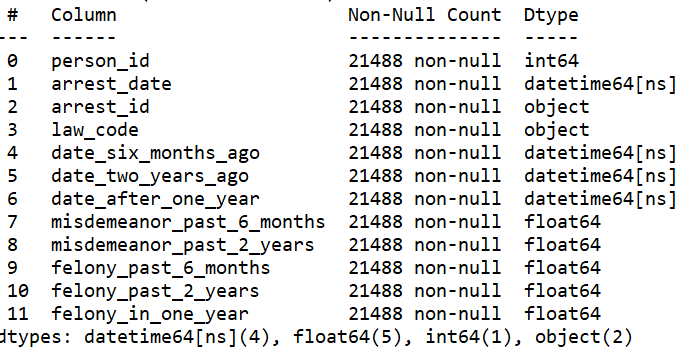 #   Column                    Non-Null Count  Dtype
---  ------                    --------------  -----
 0   person_id                 21488 non-null  int64
 1   arrest_date               21488 non-null  datetime64[ns]
 2   arrest_id                 21488 non-null  object
 3   law_code                  21488 non-null  object
 4   date_six_months_ago       21488 non-null  datetime64[ns]
 5   date_two_years_ago        21488 non-null  datetime64[ns]
 6   date_after_one_year       21488 non-null  datetime64[ns]
 7   misdemeanor_past_6_months 21488 non-null  float64
 8   misdemeanor_past_2_years  21488 non-null  float64
 9   felony_past_6_months      21488 non-null  float64
 10  felony_past_2_years       21488 non-null  float64
 11  felony_in_one_year        21488 non-null  float64
dtypes: datetime64[ns](4), float64(5), int64(1), object(2)